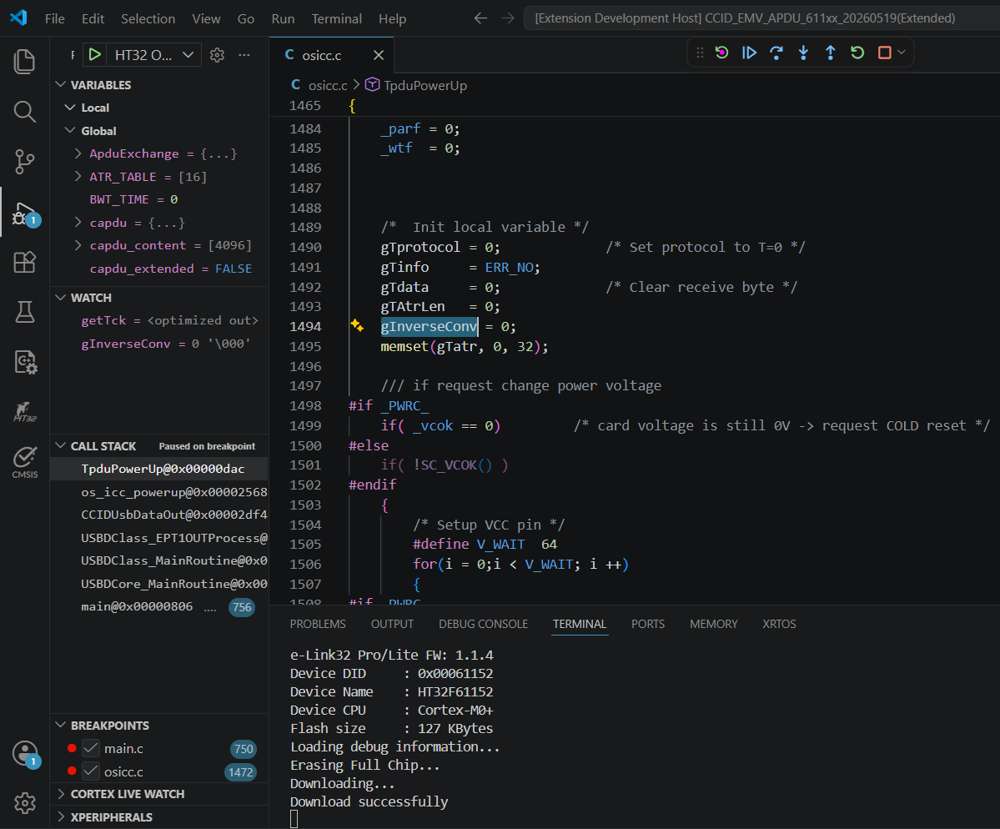 File Edit Selection View Go Run Terminal Help
[Extension Development Host] CCID_EMV_APDU_611xx_20260519(Extended)
HT32 O...
VARIABLES
Local
Global
ApduExchange = {...}
ATR_TABLE = [16]
BWT_TIME = 0
capdu = {...}
capdu_content = [4096]
capdu_extended = FALSE
WATCH
getTck = <optimized out>
gInverseConv = 0 '\000'
CALL STACK Paused on breakpoint
TpduPowerUp@0x00000dac
os_icc_powerup@0x00002568
CCIDUsbDataOut@0x00002df4
USBDClass_EPT1OUTProcess@
USBDClass_MainRoutine@0x0
USBDCore_MainRoutine@0x00
main@0x00000806 .... 756
BREAKPOINTS
main.c 750
osicc.c 1472
CORTEX LIVE WATCH
XPERIPHERALS
1
HT32
CMSIS
1
C osicc.c
C osicc.c > TpduPowerUp
1465 {
1484 _parf = 0;
1485 _wtf  = 0;
1486
1487
1488
1489 /*  Init local variable */
1490 gTprotocol = 0; /* Set protocol to T=0 */
1491 gTinfo     = ERR_NO;
1492 gTdata     = 0; /* Clear receive byte */
1493 gTAtrLen   = 0;
1494 gInverseConv = 0;
1495 memset(gTatr, 0, 32);
1496
1497 /// if request change power voltage
1498 #if _PWRC_
1499 if( _vcok == 0) /* card voltage is still 0V -> request COLD reset */
1500 #else
1501 if( !SC_VCOK() )
1502 #endif
1503 {
1504 /* Setup VCC pin */
1505 #define V_WAIT  64
1506 for(i = 0;i < V_WAIT; i ++)
1507 {
1508 #if _PWRC_
PROBLEMS OUTPUT DEBUG CONSOLE TERMINAL PORTS MEMORY XRTOS
e-Link32 Pro/Lite FW: 1.1.4
Device DID     : 0x00061152
Device Name    : HT32F61152
Device CPU     : Cortex-M0+
Flash size     : 127 KBytes
Loading debug information...
Erasing Full Chip...
Downloading...
Download successfully